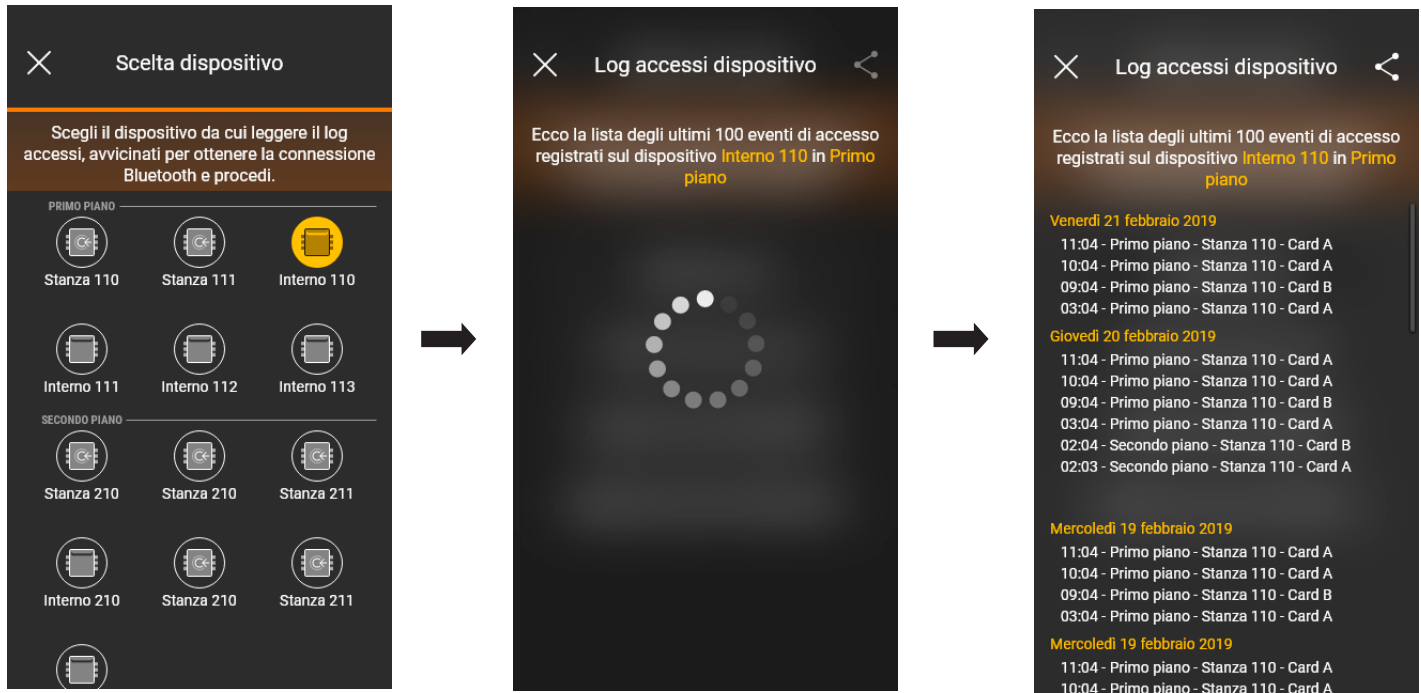 Scelta dispositivo
Scegli il dispositivo da cui leggere il log
accessi, avvicinati per ottenere la connessione
Bluetooth e procedi.
PRIMO PIANO
Stanza 110
Stanza 111
Interno 110
Interno 111
Interno 112
Interno 113
SECONDO PIANO
Stanza 210
Stanza 210
Stanza 211
Interno 210
Stanza 210
Stanza 211
Log accessi dispositivo
Ecco la lista degli ultimi 100 eventi di accesso
registrati sul dispositivo Interno 110 in Primo
piano
Log accessi dispositivo
Ecco la lista degli ultimi 100 eventi di accesso
registrati sul dispositivo Interno 110 in Primo
piano
Venerdì 21 febbraio 2019
11:04 - Primo piano - Stanza 110 - Card A
10:04 - Primo piano - Stanza 110 - Card A
09:04 - Primo piano - Stanza 110 - Card B
03:04 - Primo piano - Stanza 110 - Card A
Giovedì 20 febbraio 2019
11:04 - Primo piano - Stanza 110 - Card A
10:04 - Primo piano - Stanza 110 - Card A
09:04 - Primo piano - Stanza 110 - Card B
03:04 - Primo piano - Stanza 110 - Card A
02:04 - Secondo piano - Stanza 110 - Card B
02:03 - Secondo piano - Stanza 110 - Card A
Mercoledì 19 febbraio 2019
11:04 - Primo piano - Stanza 110 - Card A
10:04 - Primo piano - Stanza 110 - Card A
09:04 - Primo piano - Stanza 110 - Card B
03:04 - Primo piano - Stanza 110 - Card A
Mercoledì 19 febbraio 2019
11:04 - Primo piano - Stanza 110 - Card A
10:04 - Primo piano - Stanza 110 - Card A